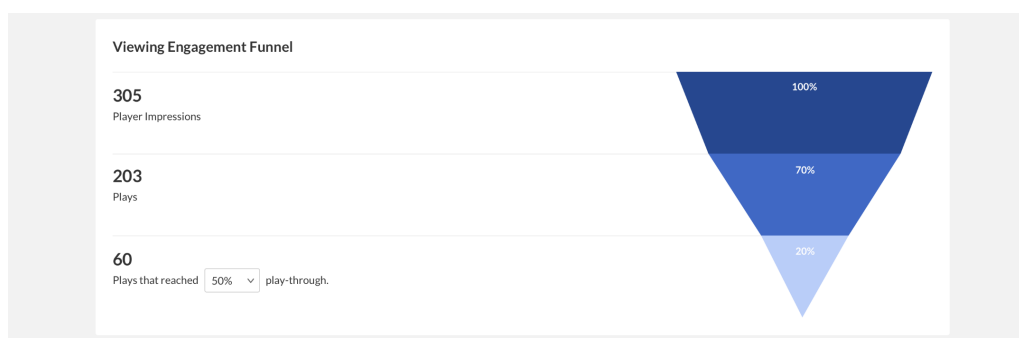 Viewing Engagement Funnel
305
Player Impressions
100%
203
Plays
70%
60
Plays that reached 50% play-through.
20%